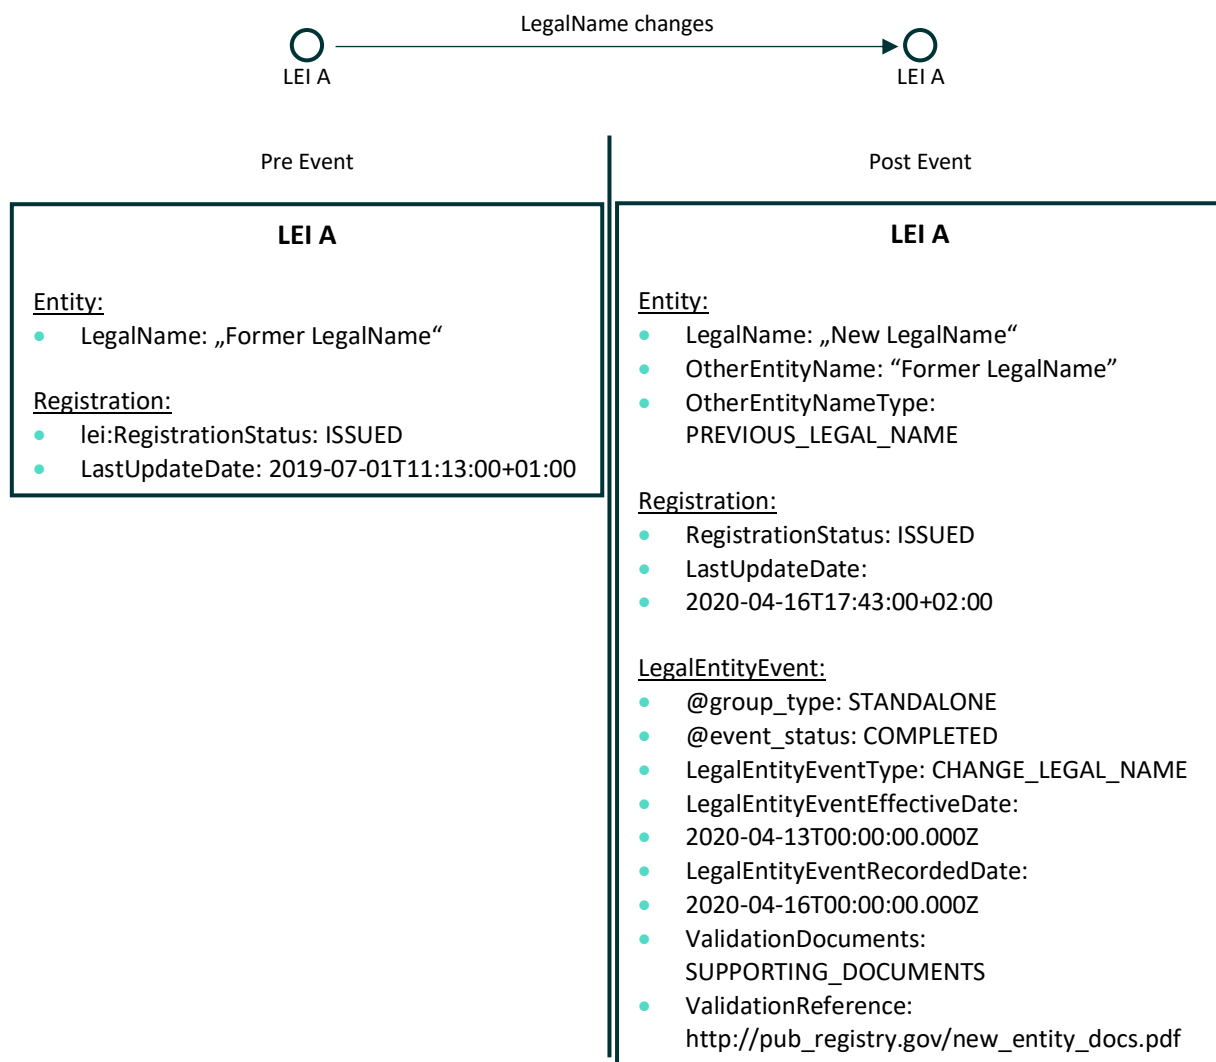 LegalName changes
LEI A
LEI A
Pre Event
Post Event
LEI A
Entity:
• LegalName: „Former LegalName“
Registration:
• lei:RegistrationStatus: ISSUED
• LastUpdateDate: 2019-07-01T11:13:00+01:00
LEI A
Entity:
• LegalName: „New LegalName“
• OtherEntityName: “Former LegalName”
• OtherEntityNameType:
PREVIOUS_LEGAL_NAME
Registration:
• RegistrationStatus: ISSUED
• LastUpdateDate:
• 2020-04-16T17:43:00+02:00
LegalEntityEvent:
• @group_type: STANDALONE
• @event_status: COMPLETED
• LegalEntityEventType: CHANGE_LEGAL_NAME
• LegalEntityEventEffectiveDate:
• 2020-04-13T00:00:00.000Z
• LegalEntityEventRecordedDate:
• 2020-04-16T00:00:00.000Z
• ValidationDocuments:
SUPPORTING_DOCUMENTS
• ValidationReference:
http://pub_registry.gov/new_entity_docs.pdf